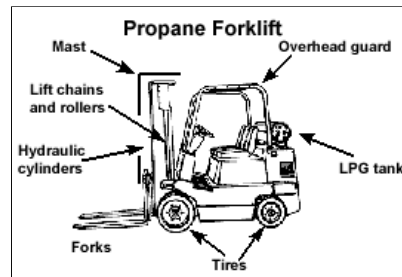 Propane Forklift
Mast
Overhead guard
Lift chains
and rollers
Hydraulic
cylinders
LPG tank
Forks
Tires